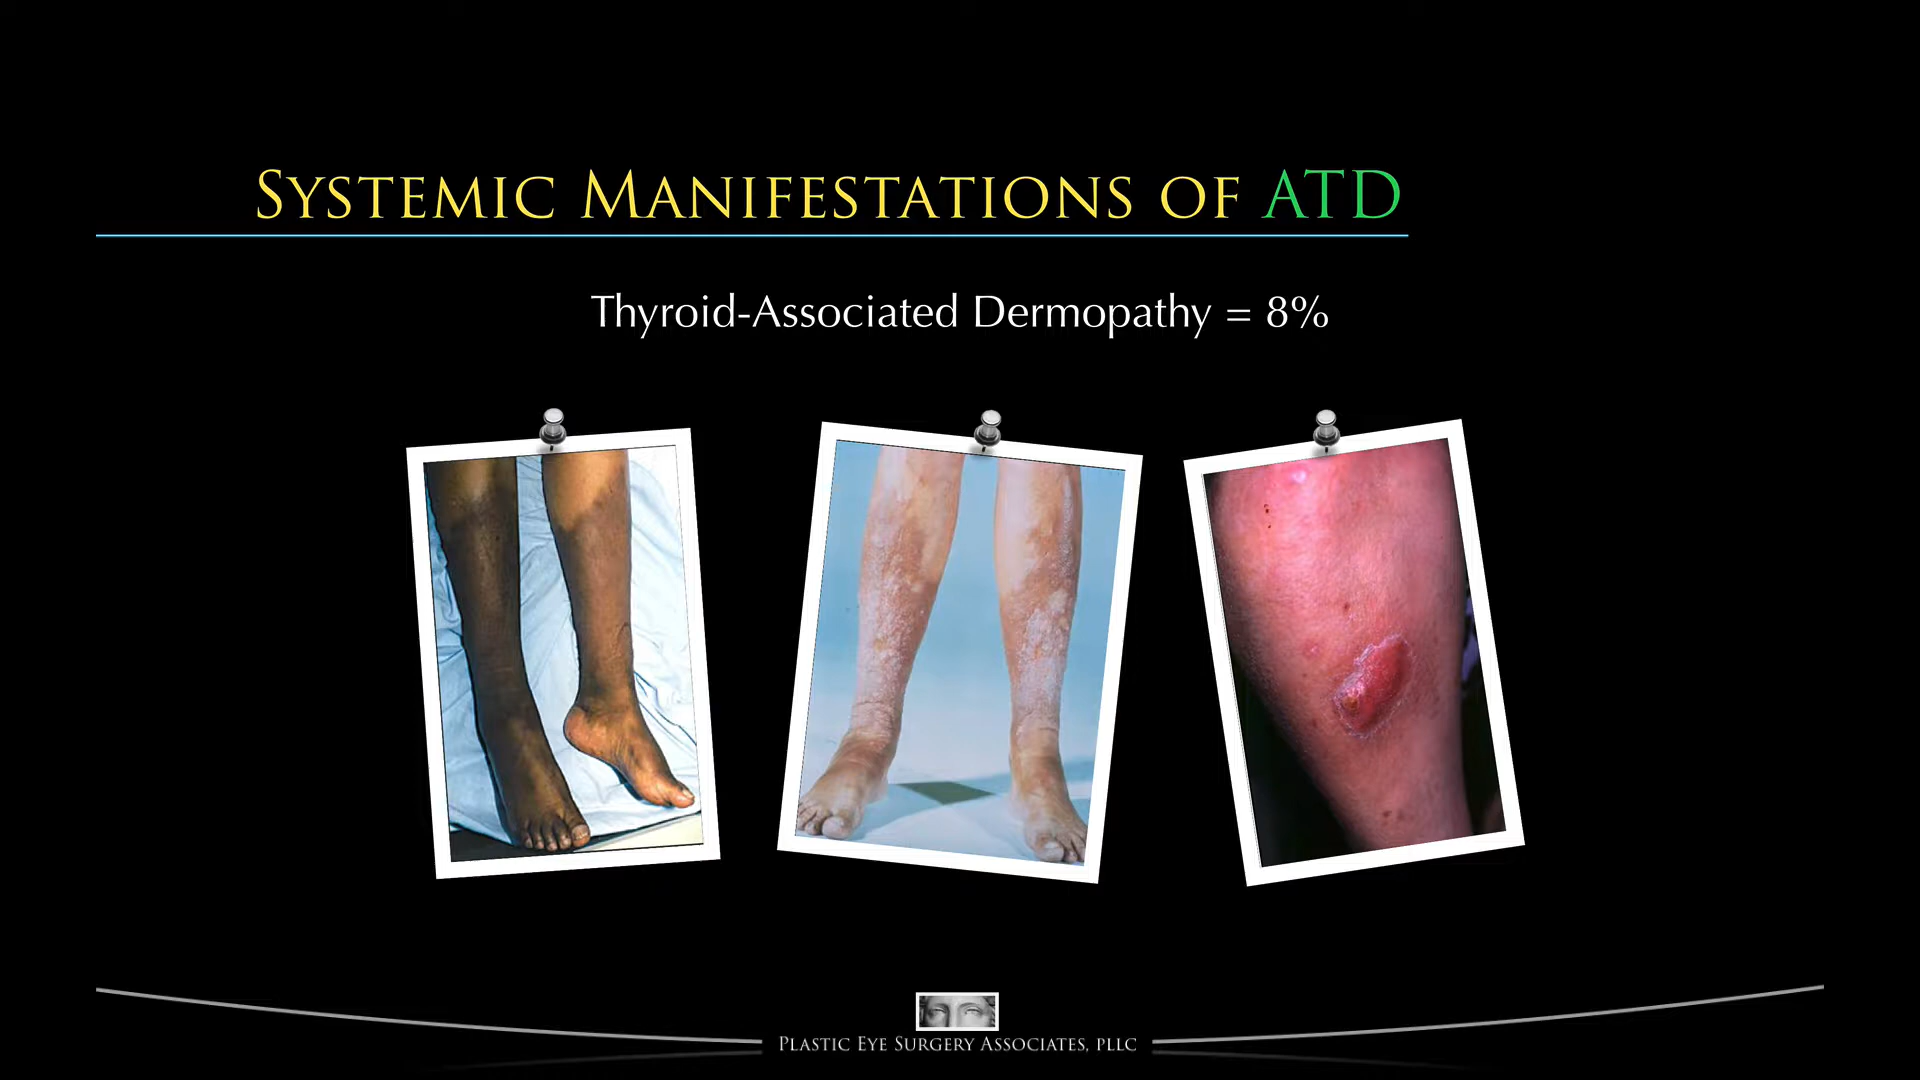 Systemic Manifestations of ATD
Thyroid-Associated Dermopathy = 8%
Plastic Eye Surgery Associates, PLLC